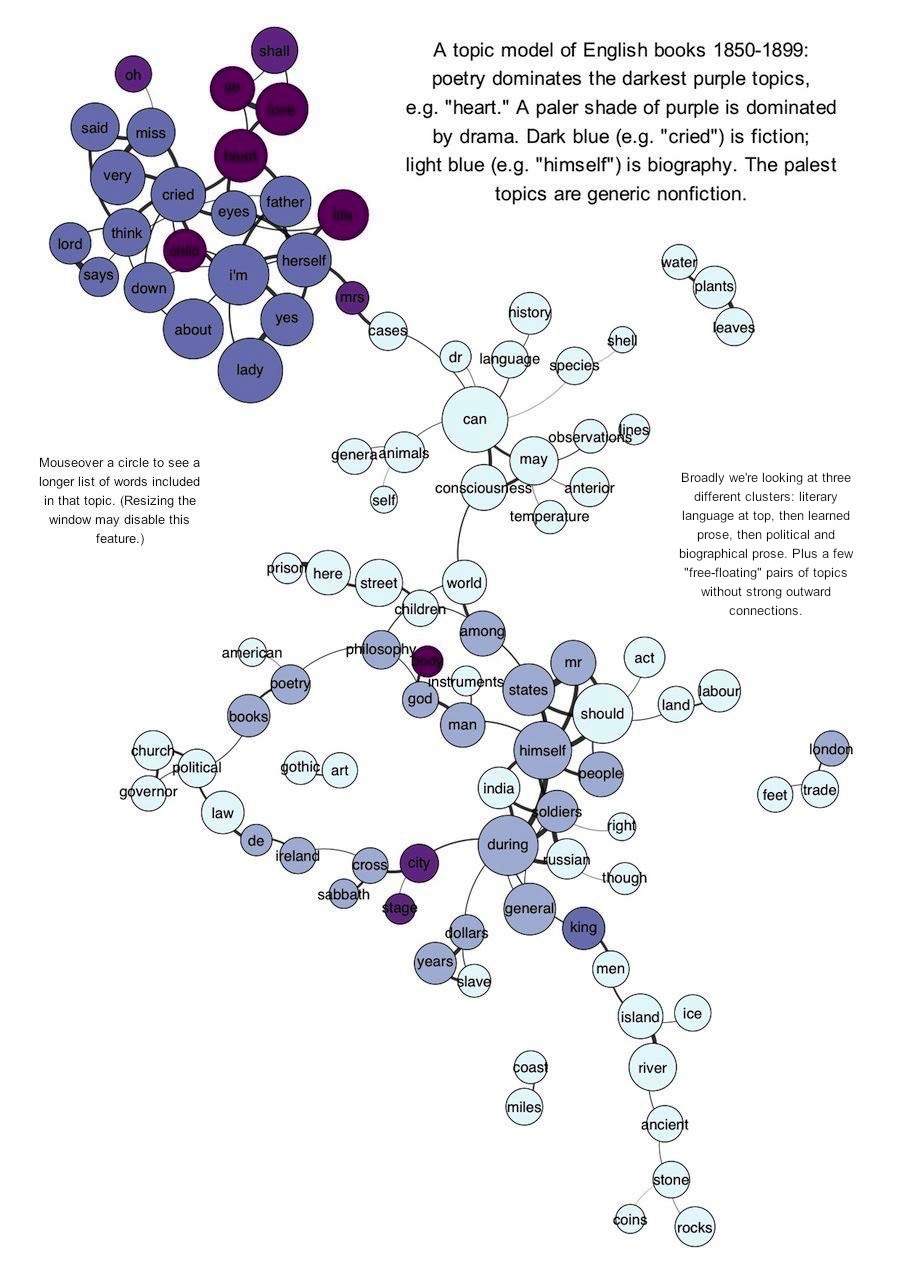 A topic model of English books 1850-1899:
poetry dominates the darkest purple topics,
e.g. "heart." A paler shade of purple is dominated
by drama. Dark blue (e.g. "cried") is fiction;
light blue (e.g. "himself") is biography. The palest
topics are generic nonfiction.
shall
oh
ye
love
said
miss
heart
very
cried
eyes
father
life
think
lord
child
herself
says
i'm
down
mrs
about
yes
lady
cases
water
plants
leaves
history
shell
dr
language
species
can
observations
lines
genera
animals
may
consciousness
anterior
self
temperature
Mouseover a circle to see a
longer list of words included
in that topic. (Resizing the
window may disable this
feature.)
Broadly we're looking at three
different clusters: literary
language at top, then learned
prose, then political and
biographical prose. Plus a few
"free-floating" pairs of topics
without strong outward
connections.
prison
here
street
world
children
among
american
philosophy
body
mr
act
poetry
instruments
states
god
land
labour
books
man
should
church
political
himself
london
gothic
art
people
governor
india
feet
trade
law
soldiers
right
de
during
ireland
russian
cross
city
though
sabbath
stage
general
dollars
king
years
slave
men
island
ice
coast
river
miles
ancient
stone
coins
rocks